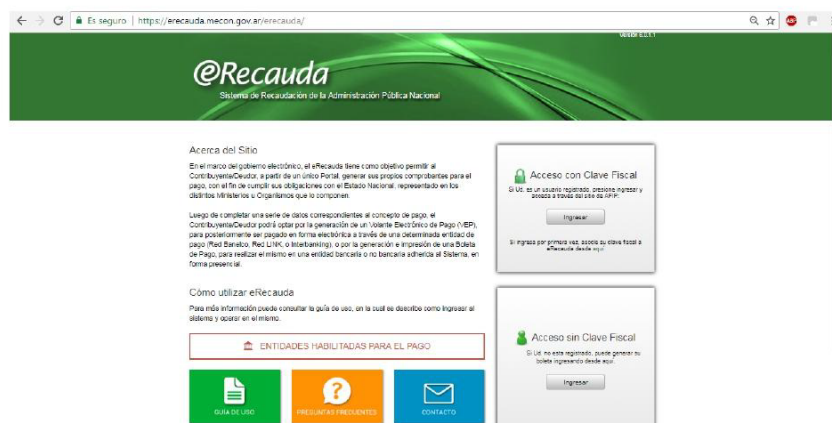 Es seguro | https://erecauda.mecon.gov.ar/erecauda/
Versión 6.0.1.1
@Recauda
Sistema de Recaudación de la Administración Pública Nacional
Acerca del Sitio
En el marco del gobierno electrónico, el eRecauda tiene como objetivo permitir al
Contribuyente/Deudor, a partir de un único Portal, generar sus propios comprobantes para el
pago, con el fin de cumplir sus obligaciones con el Estado Nacional, representado en los
distintos Ministerios u Organismos que lo componen.
Luego de completar una serie de datos correspondientes al concepto de pago, el
Contribuyente/Deudor podrá optar por la generación de un Volante Electrónico de Pago (VEP),
para posteriormente ser pagado en forma electrónica a través de una determinada entidad de
pago (Red Banelco, Red LINK, o Interbanking), o por la generación e impresión de una Boleta
de Pago, para realizar el mismo en una entidad bancaria o no bancaria adherida al Sistema, en
forma presencial.
Cómo utilizar eRecauda
Para más información puede consultar la guía de uso, en la cual se describe como ingresar al
sistema y operar en el mismo.
ENTIDADES HABILITADAS PARA EL PAGO
GUÍA DE USO
PREGUNTAS FRECUENTES
CONTACTO
Acceso con Clave Fiscal
Si Ud. es un usuario registrado, presione ingresar y
acceda a través del sitio de AFIP.
Ingresar
Si ingresa por primera vez, asocie su clave fiscal a
eRecauda desde aquí
Acceso sin Clave Fiscal
Si Ud. no esta registrado, puede generar su
boleta ingresando desde aquí.
Ingresar